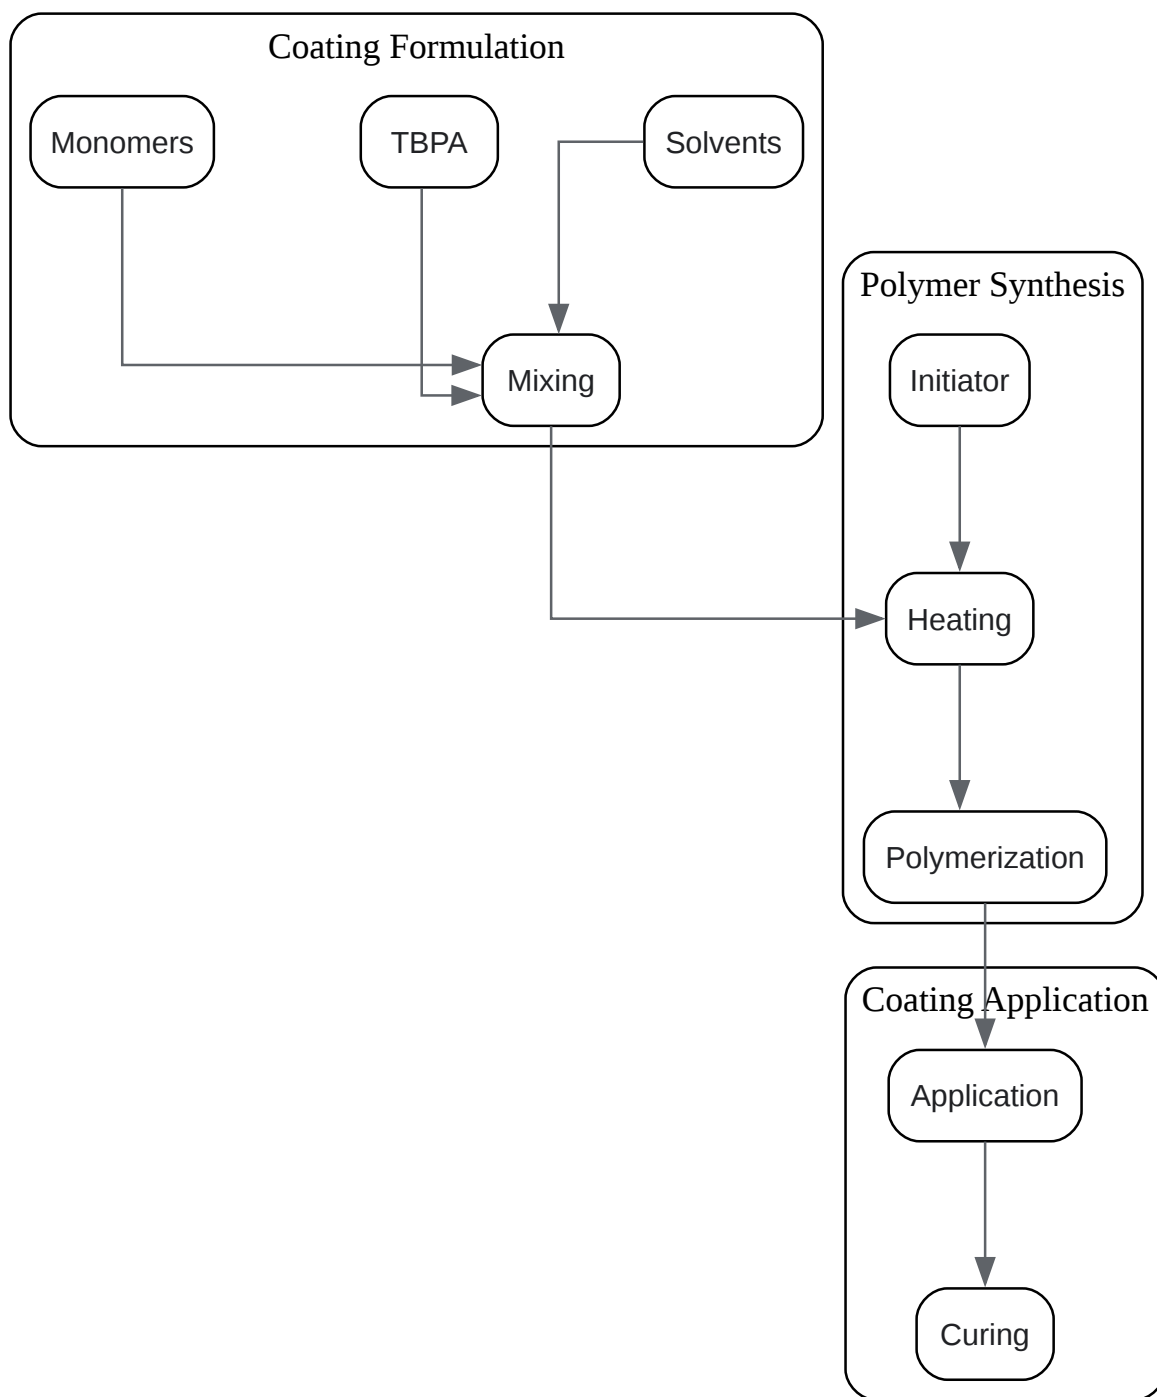 Coating Formulation
Monomers
TBPA
Solvents
Mixing
Polymer Synthesis
Initiator
Heating
Polymerization
Coating Application
Application
Curing